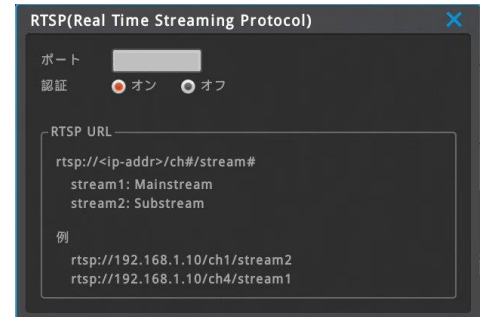 RTSP(Real Time Streaming Protocol)
ポート
認証 オン オフ
RTSP URL
rtsp://<ip-addr>/ch#/stream#
stream1: Mainstream
stream2: Substream
例
rtsp://192.168.1.10/ch1/stream2
rtsp://192.168.1.10/ch4/stream1